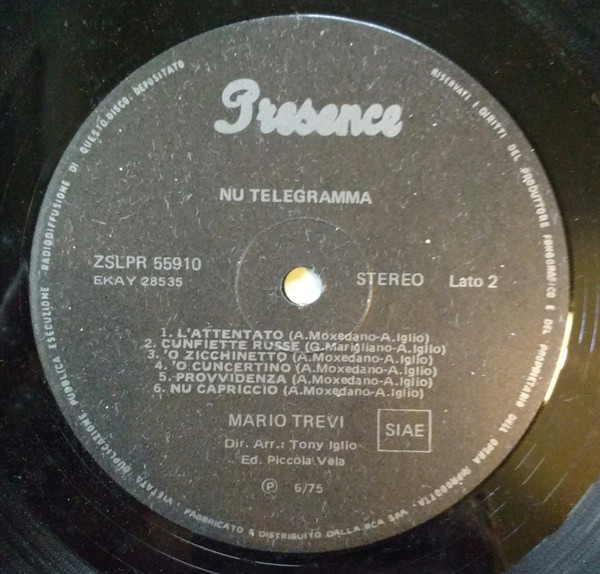 Presence
NU TELEGRAMMA
ZSLPR 55910
EKAY 28535
STEREO Lato 2
1. L'ATTENTATO (A.Moxedano-A.Iglio)
2. CUNFIETTE RUSSE (G.Marigliano-A.Iglio)
3. 'O ZICCHINETTO (A.Moxedano-A.Iglio)
4. 'O CUNCERTINO (A.Moxedano-A.Iglio)
5. PROVVIDENZA (A.Moxedano-A.Iglio)
6. NU CAPRICCIO (A.Moxedano-A.Iglio)
MARIO TREVI
SIAE
Dir. Arr.: Tony Iglio
Ed. Piccola Vela
Ⓟ 6/75
RISERVATI I DIRITTI DEL PRODUTTORE FONOGRAFICO E DEL PROPRIETARIO DELL'OPERA RIPRODOTTA - VIETATA DUPLICAZIONE PUBBLICA ESECUZIONE RADIODIFFUSIONE DI QUESTO DISCO DEPOSITATO
FABBRICATO E DISTRIBUITO DALLA RCA SPA